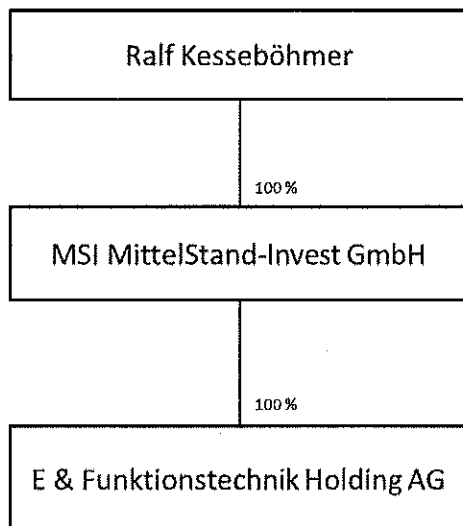 Ralf Kesseböhmer
100%
MSI MittelStand-Invest GmbH
100%
E & Funktionstechnik Holding AG